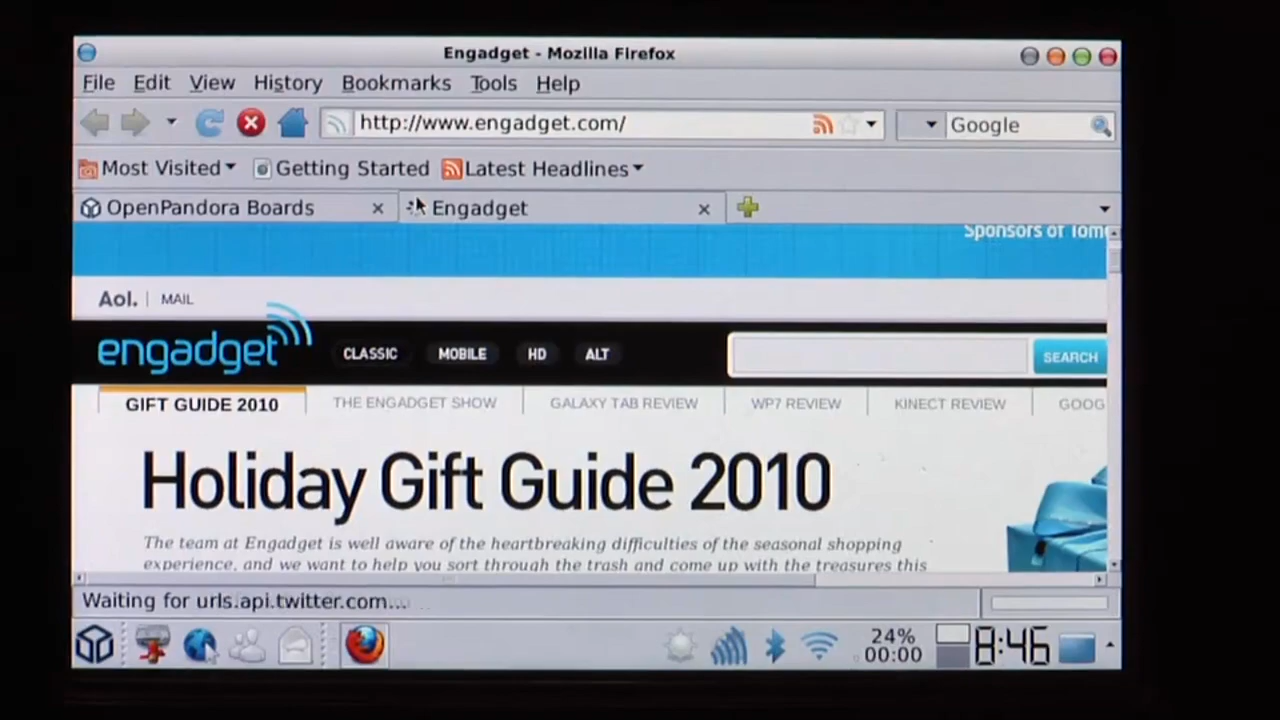 Engadget - Mozilla Firefox
File Edit View History Bookmarks Tools Help
http://www.engadget.com/ Google
Most Visited Getting Started Latest Headlines
OpenPandora Boards Engadget
Sponsors of Tom
Aol. MAIL
engadget CLASSIC MOBILE HD ALT SEARCH
GIFT GUIDE 2010 THE ENGADGET SHOW GALAXY TAB REVIEW WP7 REVIEW KINECT REVIEW GOOG
Holiday Gift Guide 2010
The team at Engadget is well aware of the heartbreaking difficulties of the seasonal shopping
experience, and we want to help you sort through the trash and come up with the treasures this
Waiting for urls.api.twitter.com...
24%
00:00 8:46